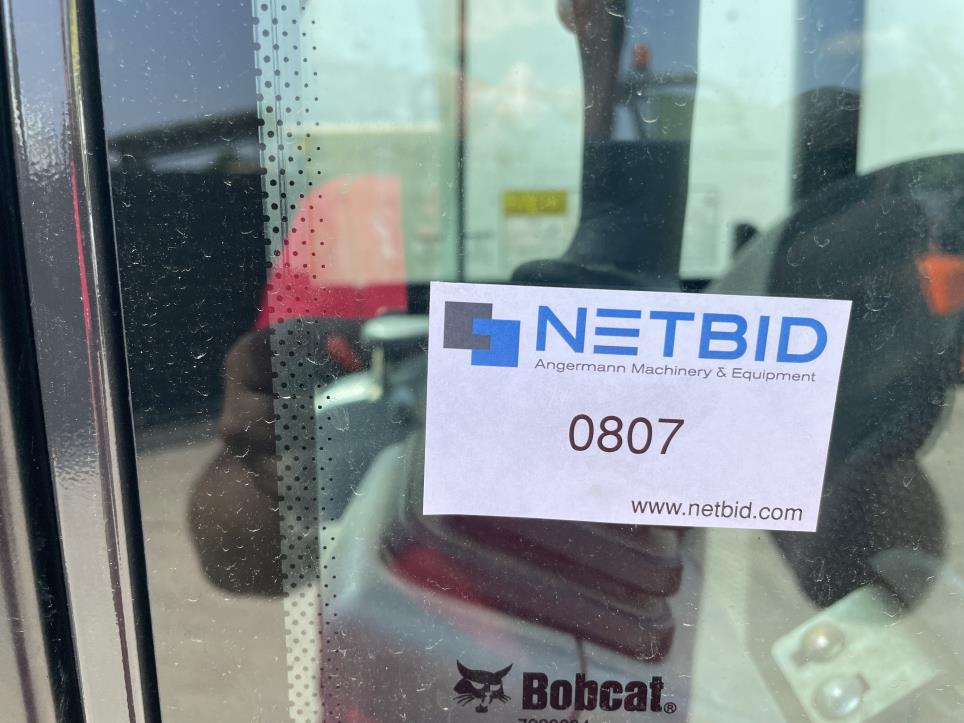 NETBID
Angermann Machinery & Equipment
0807
www.netbid.com
Bobcat®